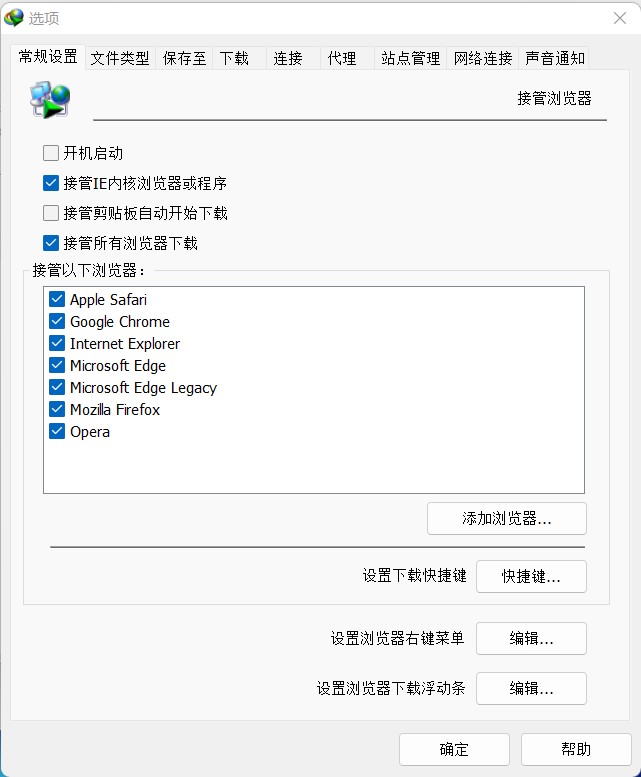 选项
常规设置 文件类型 保存至 下载 连接 代理 站点管理 网络连接 声音通知
接管浏览器
开机启动
接管IE内核浏览器或程序
接管剪贴板自动开始下载
接管所有浏览器下载
接管以下浏览器：
Apple Safari
Google Chrome
Internet Explorer
Microsoft Edge
Microsoft Edge Legacy
Mozilla Firefox
Opera
添加浏览器...
设置下载快捷键 快捷键...
设置浏览器右键菜单 编辑...
设置浏览器下载浮动条 编辑...
确定 帮助